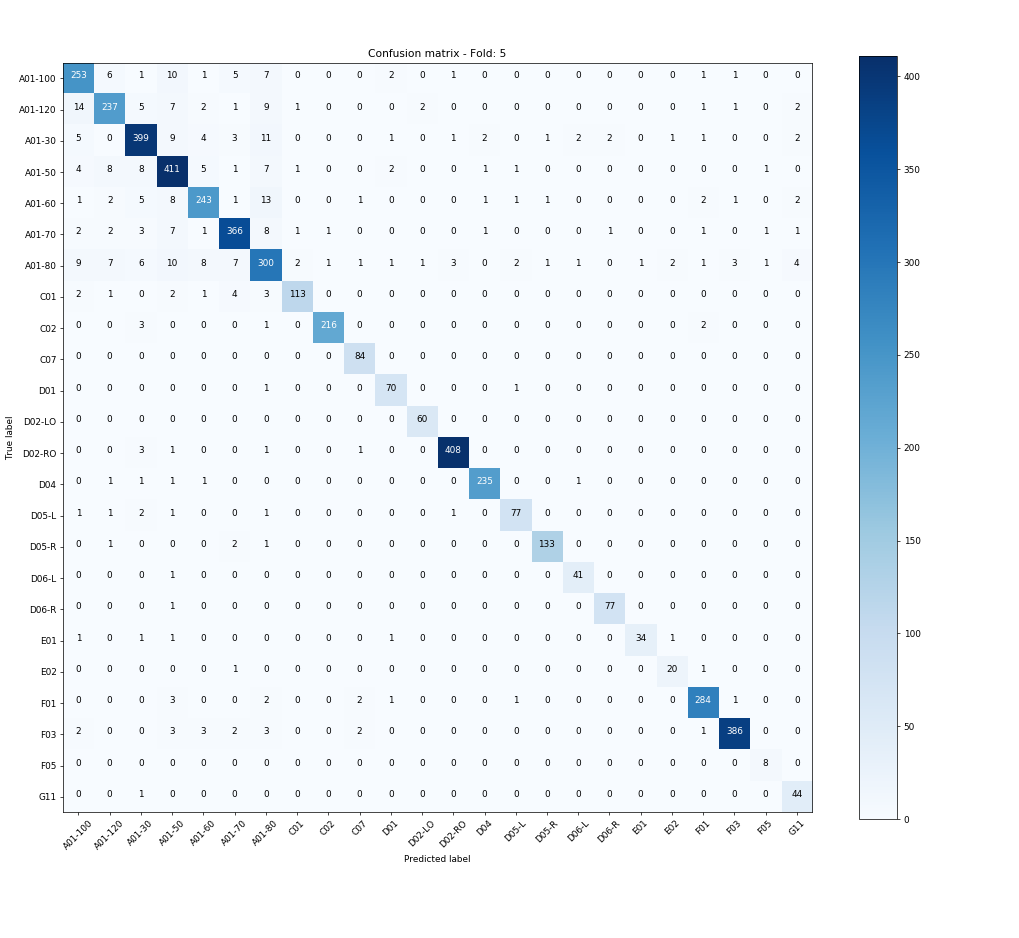 Confusion matrix - Fold: 5
A01-100 253 6 1 10 1 5 7 0 0 0 2 0 1 0 0 0 0 0 0 0 1 1 0 0
A01-120 14 237 5 7 2 1 9 1 0 0 0 2 0 0 0 0 0 0 0 0 1 1 0 2
A01-30 5 0 399 9 4 3 11 0 0 0 1 0 1 2 0 1 2 2 0 1 1 0 0 2
A01-50 4 8 8 411 5 1 7 1 0 0 2 0 0 1 1 0 0 0 0 0 0 0 1 0
A01-60 1 2 5 8 243 1 13 0 0 1 0 0 0 1 1 1 0 0 0 0 2 1 0 2
A01-70 2 2 3 7 1 366 8 1 1 0 0 0 0 1 0 0 0 1 0 0 1 0 1 1
A01-80 9 7 6 10 8 7 300 2 1 1 1 1 3 0 2 1 1 0 1 2 1 3 1 4
C01 2 1 0 2 1 4 3 113 0 0 0 0 0 0 0 0 0 0 0 0 0 0 0 0
C02 0 0 3 0 0 0 1 0 216 0 0 0 0 0 0 0 0 0 0 0 2 0 0 0
C07 0 0 0 0 0 0 0 0 0 84 0 0 0 0 0 0 0 0 0 0 0 0 0 0
D01 0 0 0 0 0 0 1 0 0 0 70 0 0 0 1 0 0 0 0 0 0 0 0 0
D02-LO 0 0 0 0 0 0 0 0 0 0 0 60 0 0 0 0 0 0 0 0 0 0 0 0
D02-RO 0 0 3 1 0 0 1 0 0 1 0 0 408 0 0 0 0 0 0 0 0 0 0 0
D04 0 1 1 1 1 0 0 0 0 0 0 0 0 235 0 0 1 0 0 0 0 0 0 0
D05-L 1 1 2 1 0 0 1 0 0 0 0 0 1 0 77 0 0 0 0 0 0 0 0 0
D05-R 0 1 0 0 0 2 1 0 0 0 0 0 0 0 0 133 0 0 0 0 0 0 0 0
D06-L 0 0 0 1 0 0 0 0 0 0 0 0 0 0 0 0 41 0 0 0 0 0 0 0
D06-R 0 0 0 1 0 0 0 0 0 0 0 0 0 0 0 0 0 77 0 0 0 0 0 0
E01 1 0 1 1 0 0 0 0 0 0 1 0 0 0 0 0 0 0 34 1 0 0 0 0
E02 0 0 0 0 0 1 0 0 0 0 0 0 0 0 0 0 0 0 0 20 1 0 0 0
F01 0 0 0 3 0 0 2 0 0 2 1 0 0 0 1 0 0 0 0 0 284 1 0 0
F03 2 0 0 3 3 2 3 0 0 2 0 0 0 0 0 0 0 0 0 0 1 386 0 0
F05 0 0 0 0 0 0 0 0 0 0 0 0 0 0 0 0 0 0 0 0 0 0 8 0
G11 0 0 1 0 0 0 0 0 0 0 0 0 0 0 0 0 0 0 0 0 0 0 0 44
A01-100 A01-120 A01-30 A01-50 A01-60 A01-70 A01-80 C01 C02 C07 D01 D02-LO D02-RO D04 D05-L D05-R D06-L D06-R E01 E02 F01 F03 F05 G11
Predicted label
True label
400
350
300
250
200
150
100
50
0